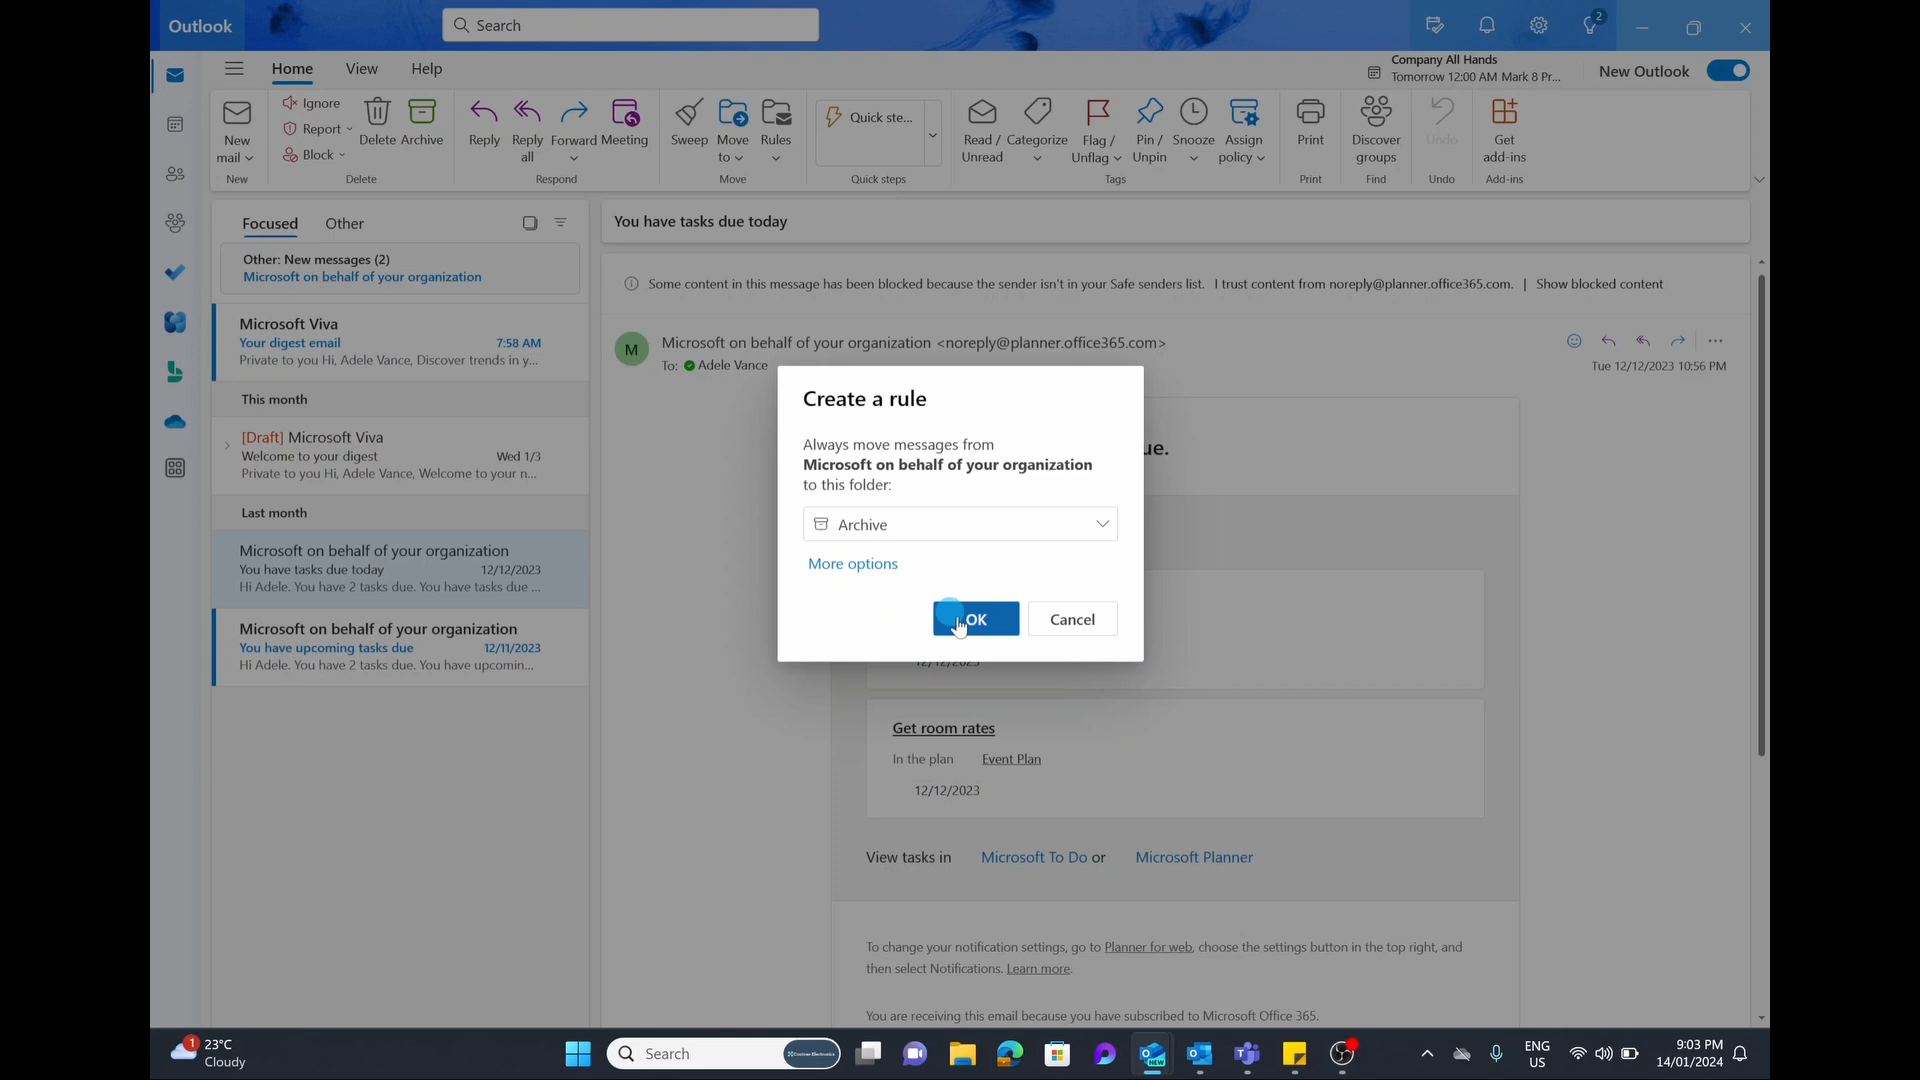 Outlook
Search
2
Home View Help
Company All Hands
Tomorrow 12:00 AM Mark 8 Pr...
New Outlook
New
mail
New
Ignore
Report
Block
Delete Archive
Delete
Reply
Reply
all
Forward Meeting
Respond
Sweep
Move
to
Rules
Move
Quick ste...
Quick steps
Read /
Unread
Categorize
Flag /
Unflag
Pin /
Unpin
Snooze
Assign
policy
Tags
Print
Print
Discover
groups
Find
Undo
Undo
Get
add-ins
Add-ins
Focused Other
Other: New messages (2)
Microsoft on behalf of your organization
Microsoft Viva
Your digest email 7:58 AM
Private to you Hi, Adele Vance, Discover trends in y...
This month
[Draft] Microsoft Viva
Welcome to your digest Wed 1/3
Private to you Hi, Adele Vance, Welcome to your n...
Last month
Microsoft on behalf of your organization
You have tasks due today 12/12/2023
Hi Adele. You have 2 tasks due. You have tasks due ...
Microsoft on behalf of your organization
You have upcoming tasks due 12/11/2023
Hi Adele. You have 2 tasks due. You have upcomin...
You have tasks due today
Some content in this message has been blocked because the sender isn't in your Safe senders list. I trust content from noreply@planner.office365.com. | Show blocked content
M
Microsoft on behalf of your organization <noreply@planner.office365.com>
To: Adele Vance
Tue 12/12/2023 10:56 PM
ue.
Create a rule
Always move messages from
Microsoft on behalf of your organization
to this folder:
Archive
More options
OK
Cancel
12/12/2023
Get room rates
In the plan Event Plan
12/12/2023
View tasks in Microsoft To Do or Microsoft Planner
To change your notification settings, go to Planner for web, choose the settings button in the top right, and
then select Notifications. Learn more.
You are receiving this email because you have subscribed to Microsoft Office 365.
1
23°C
Cloudy
Search
NEW
ENG
US
9:03 PM
14/01/2024